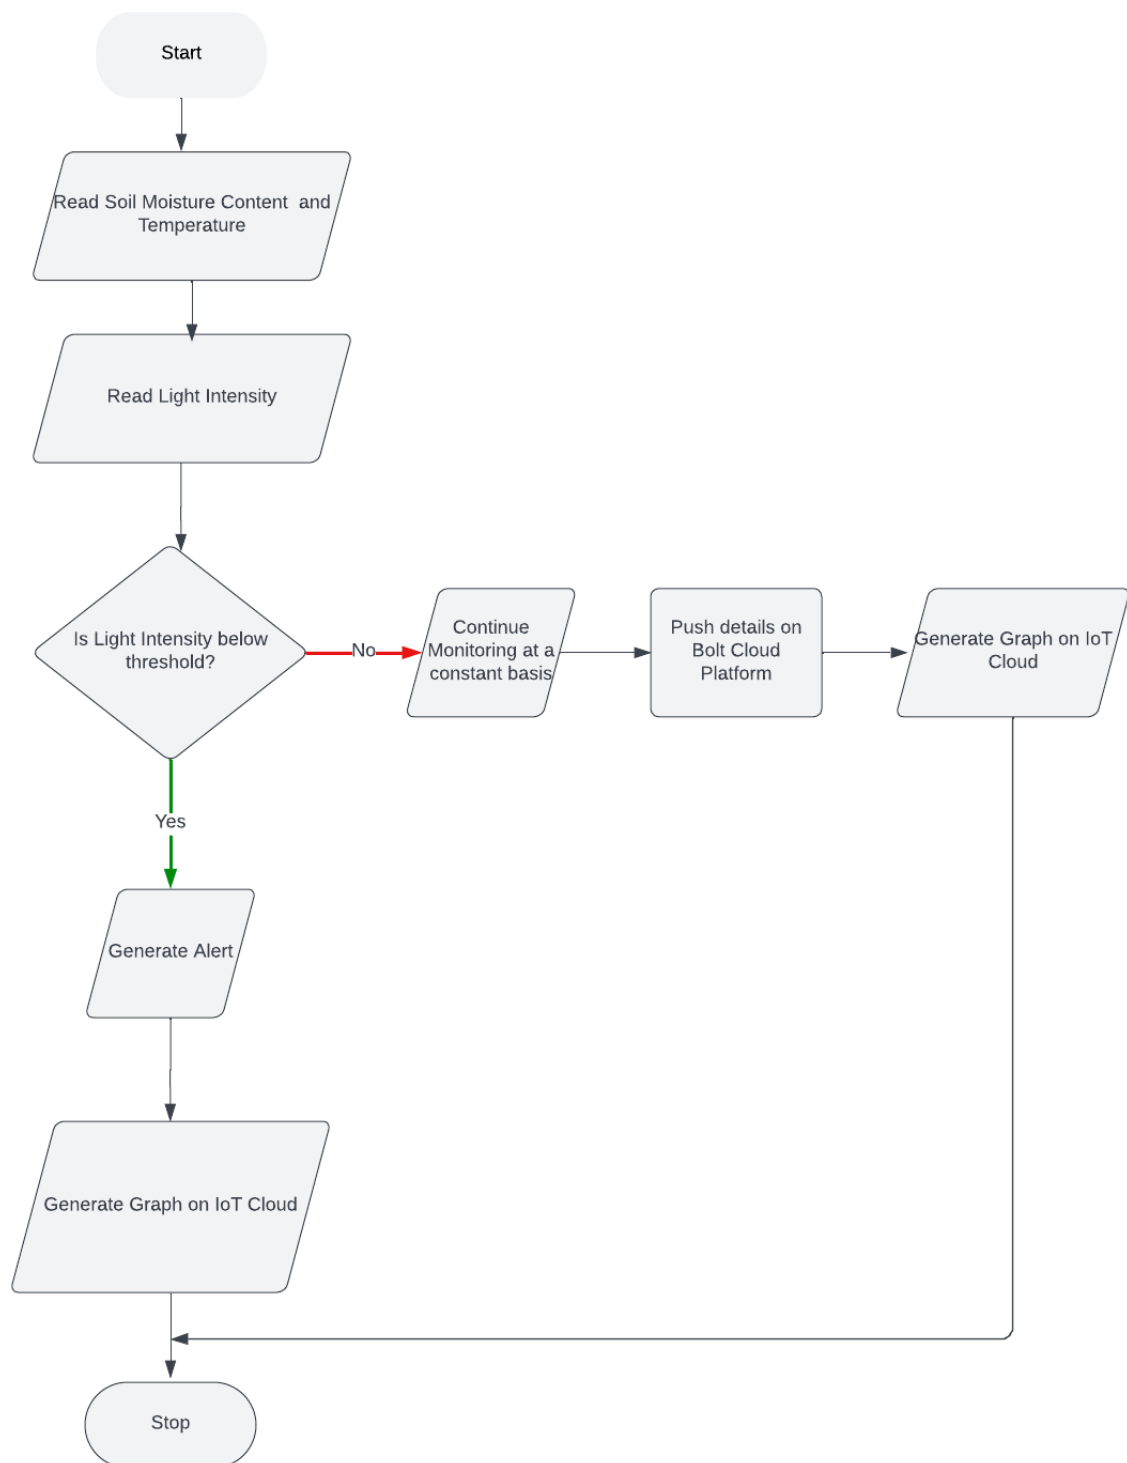 Start
Read Soil Moisture Content  and
Temperature
Read Light Intensity
Is Light Intensity below
threshold?
No
Continue
Monitoring at a
constant basis
Push details on
Bolt Cloud
Platform
Generate Graph on IoT
Cloud
Yes
Generate Alert
Generate Graph on IoT Cloud
Stop